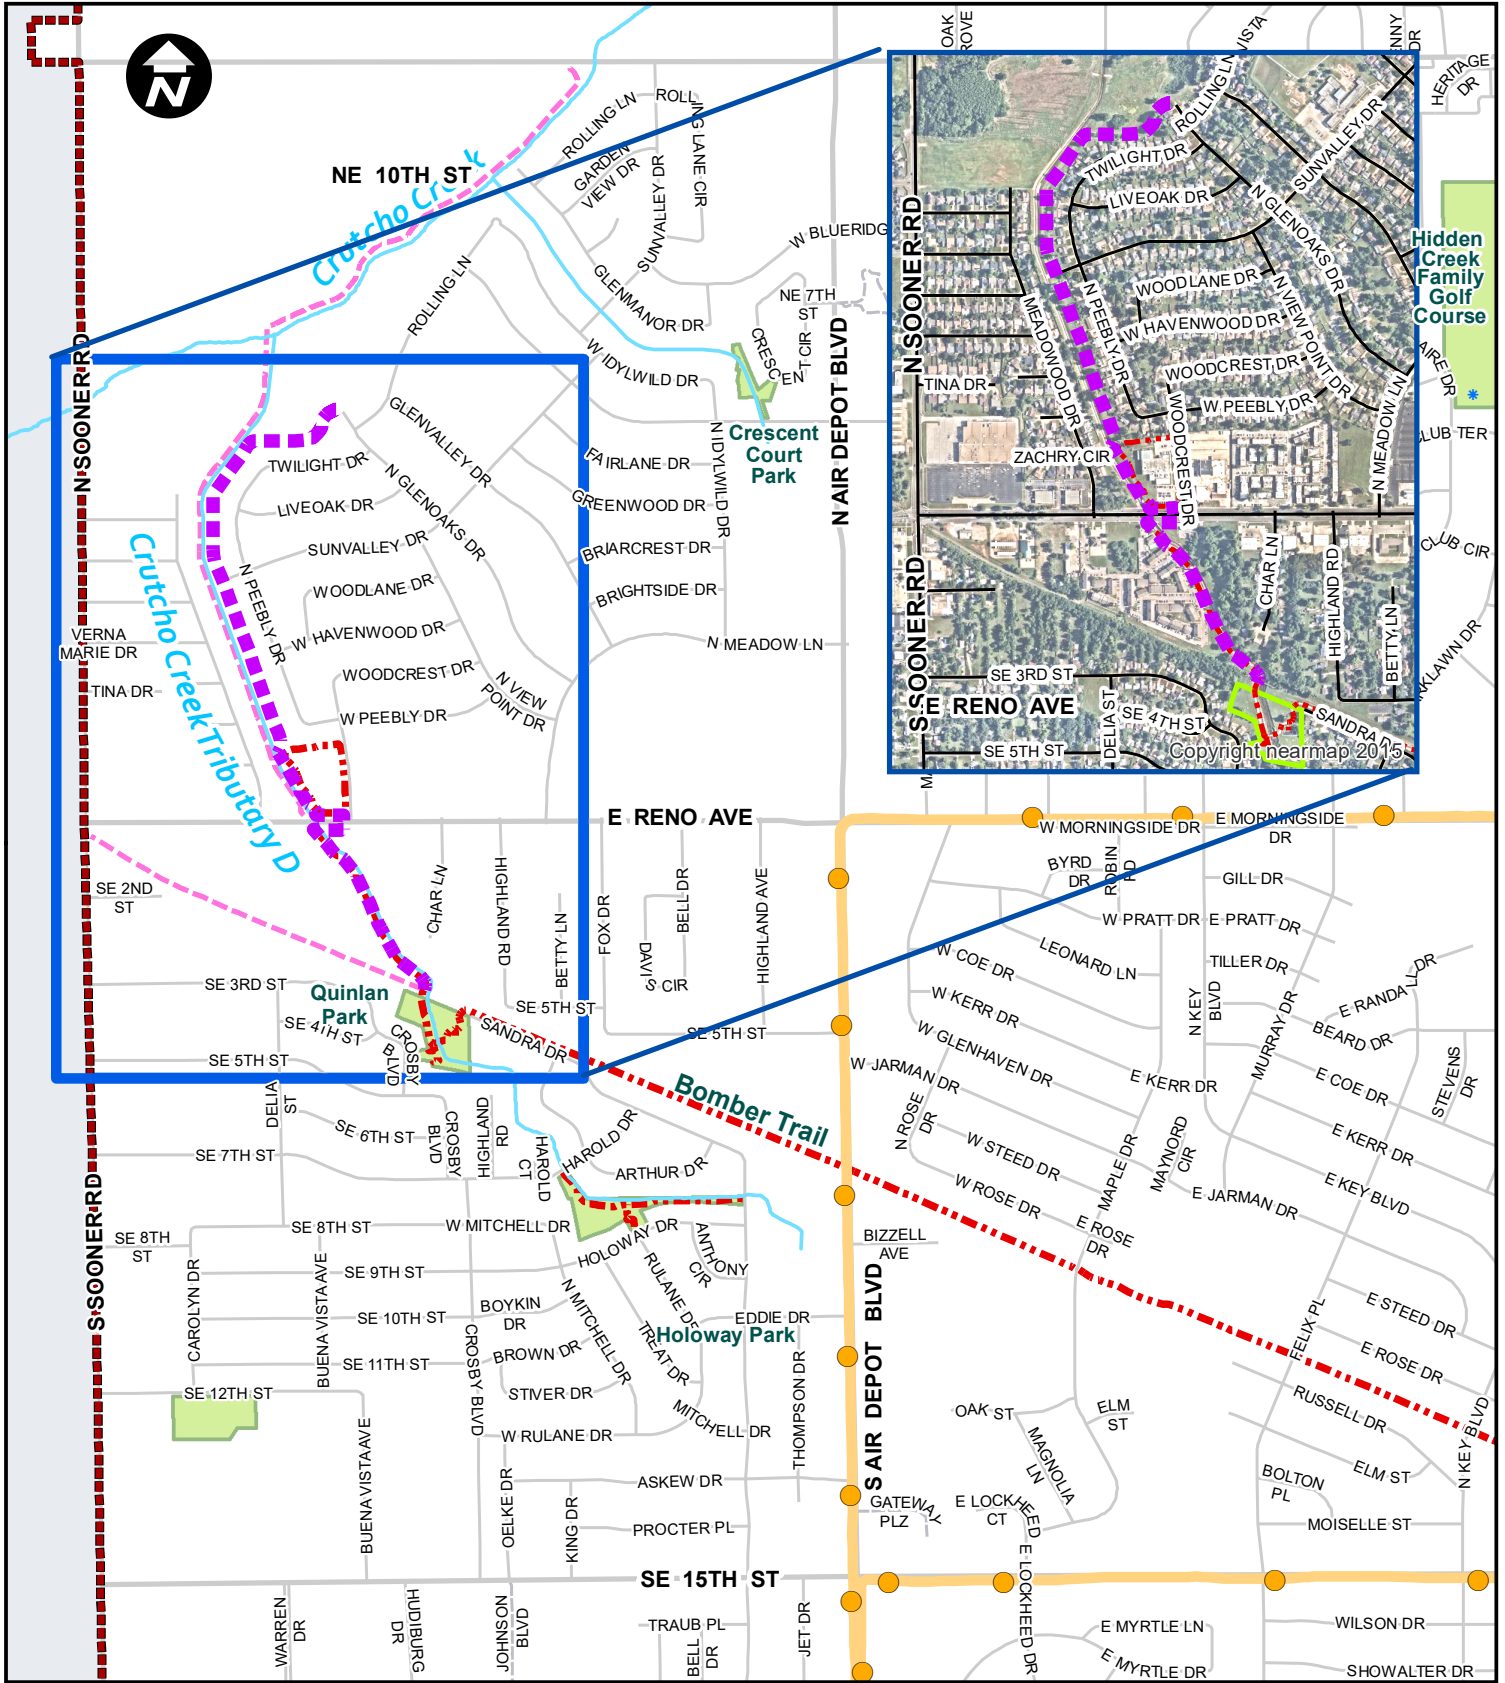 N
NE 10TH ST
Crutcho Creek
ROLLING LN
ROLLING LANE CIR
GARDEN
VIEW DR
SUNVALLEY DR
W BLUERIDG
GLENMANOR DR
NE 7TH
ST
CRESCENT CIR
ROLLING LN
W IDYLWILD DR
N IDYLWILD DR
Crescent
Court
Park
N AIR DEPOT BLVD
N SOONER RD
GLENVALLEY DR
TWILIGHT DR
N GLENOAKS DR
LIVEOAK DR
SUNVALLEY DR
WOODLANE DR
N PEEBLY DR
W HAVENWOOD DR
WOODCREST DR
N VIEW
POINT DR
W PEEBLY DR
FAIRLANE DR
GREENWOOD DR
BRIARCREST DR
BRIGHTSIDE DR
N MEADOW LN
VERNA
MARIE DR
TINA DR
Crutcho Creek Tributary D
E RENO AVE
SE 2ND
ST
CHAR LN
HIGHLAND RD
BETLY LN
FOX DR
BELL DR
DAVIS CIR
HIGHLAND AVE
SE 3RD ST
Quinlan
Park
SE 4TH ST
SE 5TH ST
CROSBY
BLVD
SANDRA DR
SE 5TH ST
SE 5TH ST
DELIA
ST
Bomber Trail
SE 6TH ST
CROSBY
BLVD
HIGHLAND
RD
HAROLD
CT
HAROLD DR
ARTHUR DR
SE 7TH ST
SE 8TH
ST
SE 8TH ST
W MITCHELL DR
HOLOWAY DR
ANTHONY
CIR
S SOONER RD
CAROLYN DR
BUENA VISTA AVE
SE 9TH ST
SE 10TH ST
SE 11TH ST
SE 12TH ST
BOYKIN
DR
BROWN DR
STIVER DR
N MITCHELL DR
RULANE DR
TREAT DR
EDDIE DR
Holoway Park
CROSBY BLVD
W RULANE DR
MITCHELL DR
THOMPSON DR
BUENA VISTA AVE
OELKE DR
KING DR
ASKEW DR
PROCTER PL
SE 15TH ST
WARREN
DR
HUDIBURG
DR
JOHNSON
BLVD
TRAUB PL
BELL
DR
JET DR
S AIR DEPOT BLVD
BIZZELL
AVE
GATEWAY
PLZ
E LOCKHEED
CT
E LOCKHEED DR
OAK ST
MAGNOLIA
LN
ELM
ST
E MYRTLE LN
E MYRTLE DR
WILSON DR
SHOWALTER DR
MOISELLE ST
BOLTON
PL
ELM ST
RUSSELL DR
N KEY BLVD
FELIX PL
E STEED DR
E ROSE DR
E ROSE
DR
W ROSE DR
W STEED DR
MAPLE DR
MAYNORD
CIR
E JARMAN DR
E KEY BLVD
E KERR DR
E COE DR
STEVENS
DR
N ROSE
DR
W JARMAN DR
W GLENHAVEN DR
W KERR DR
W COE DR
E KERR DR
LEONARD LN
N KEY
BLVD
MURRAY DR
BEARD DR
E RANDALL DR
TILLER DR
W PRATT DR
E PRATT DR
GILL DR
BYRD
DR
ROBIN
RD
W MORNINGSIDE DR
E MORNINGSIDE
DR
HERITAGE
DR
Hidden
Creek
Family
Golf
Course
CLUB CIR
N SOONER RD
ROLLING LN
TWILIGHT DR
LIVEOAK DR
SUNVALLEY DR
N GLENOAKS DR
WOODLANE DR
N VIEW POINT DR
W HAVENWOOD DR
N PEEBLY DR
MEADOWOOD DR
WOODCREST DR
W PEEBLY DR
TINA DR
N MEADOW LN
WOODCREST DR
ZACHRY CIR
S SOONER RD
CHAR LN
HIGHLAND RD
BETTY LN
SE 3RD ST
E RENO AVE
DELIA ST
SE 4TH ST
SE 5TH ST
SANDRA D
Copyright nearmap 2015